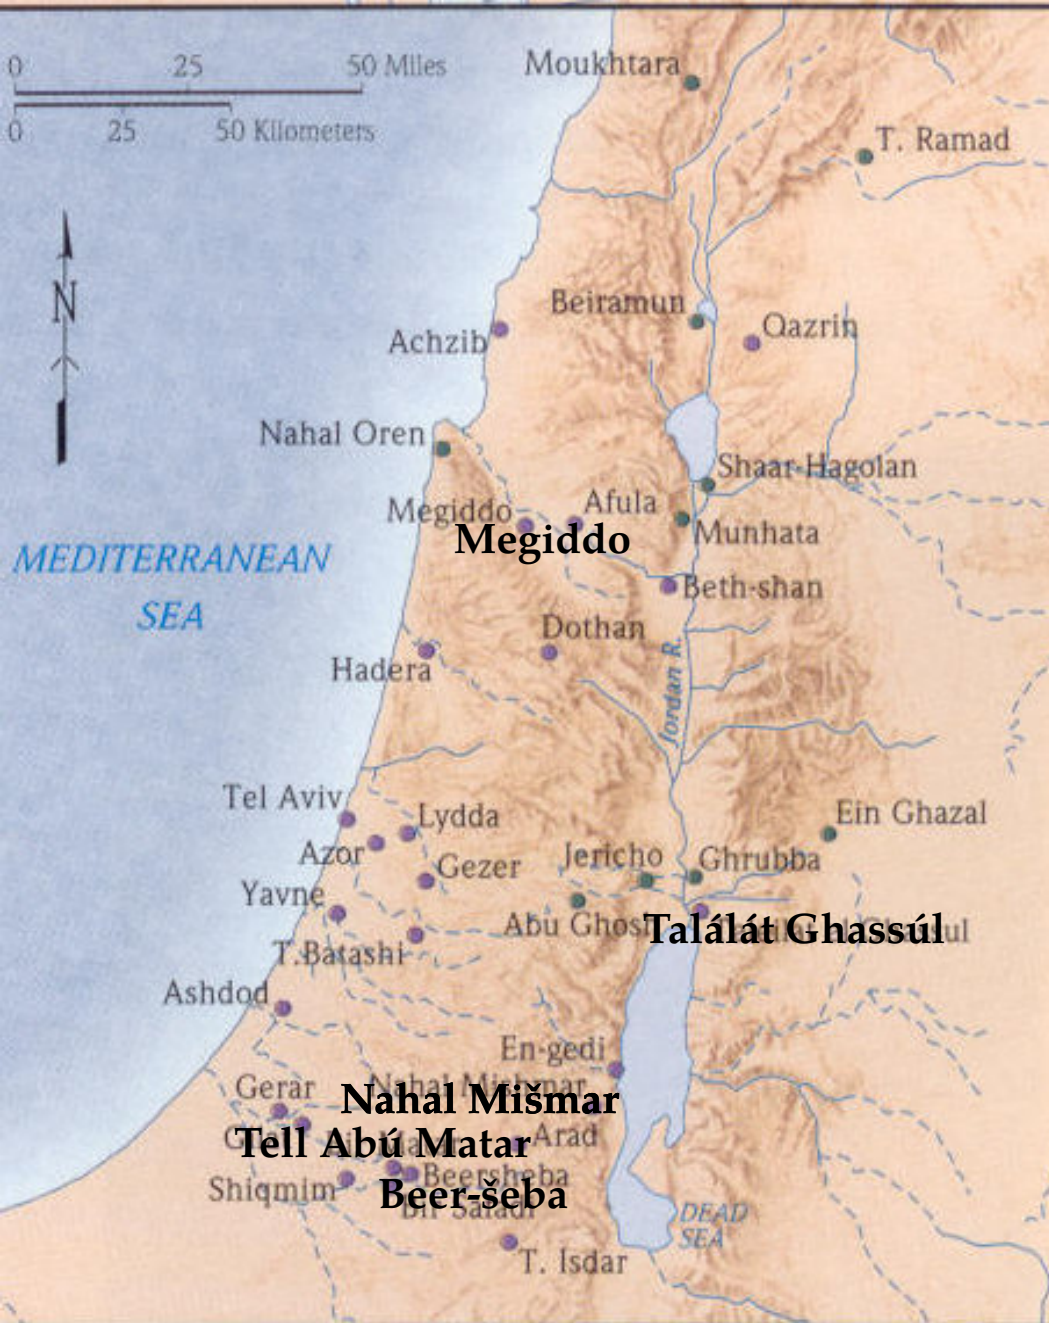 0 25 50 Miles
0 25 50 Kilometers
Moukhtara
T. Ramad
N
Beiramun
Qazrin
Achzib
Nahal Oren
Shaar-Hagolan
Megiddo
Afula
Megiddo
Munhata
MEDITERRANEAN
SEA
Beth-shan
Dothan
Hadera
Jordan R.
Tel Aviv
Lydda
Ein Ghazal
Azor
Jericho
Ghrubba
Gezer
Yavne
Abu Ghosh
Találát Ghassúl
T.Batashi
Ashdod
En-gedi
Gerar
Nahal Mishmar
Nahal Mišmar
Tell Abú Matar
Arad
Shiqmim
Beersheba
Beer-šeba
DEAD
SEA
T. Isdar